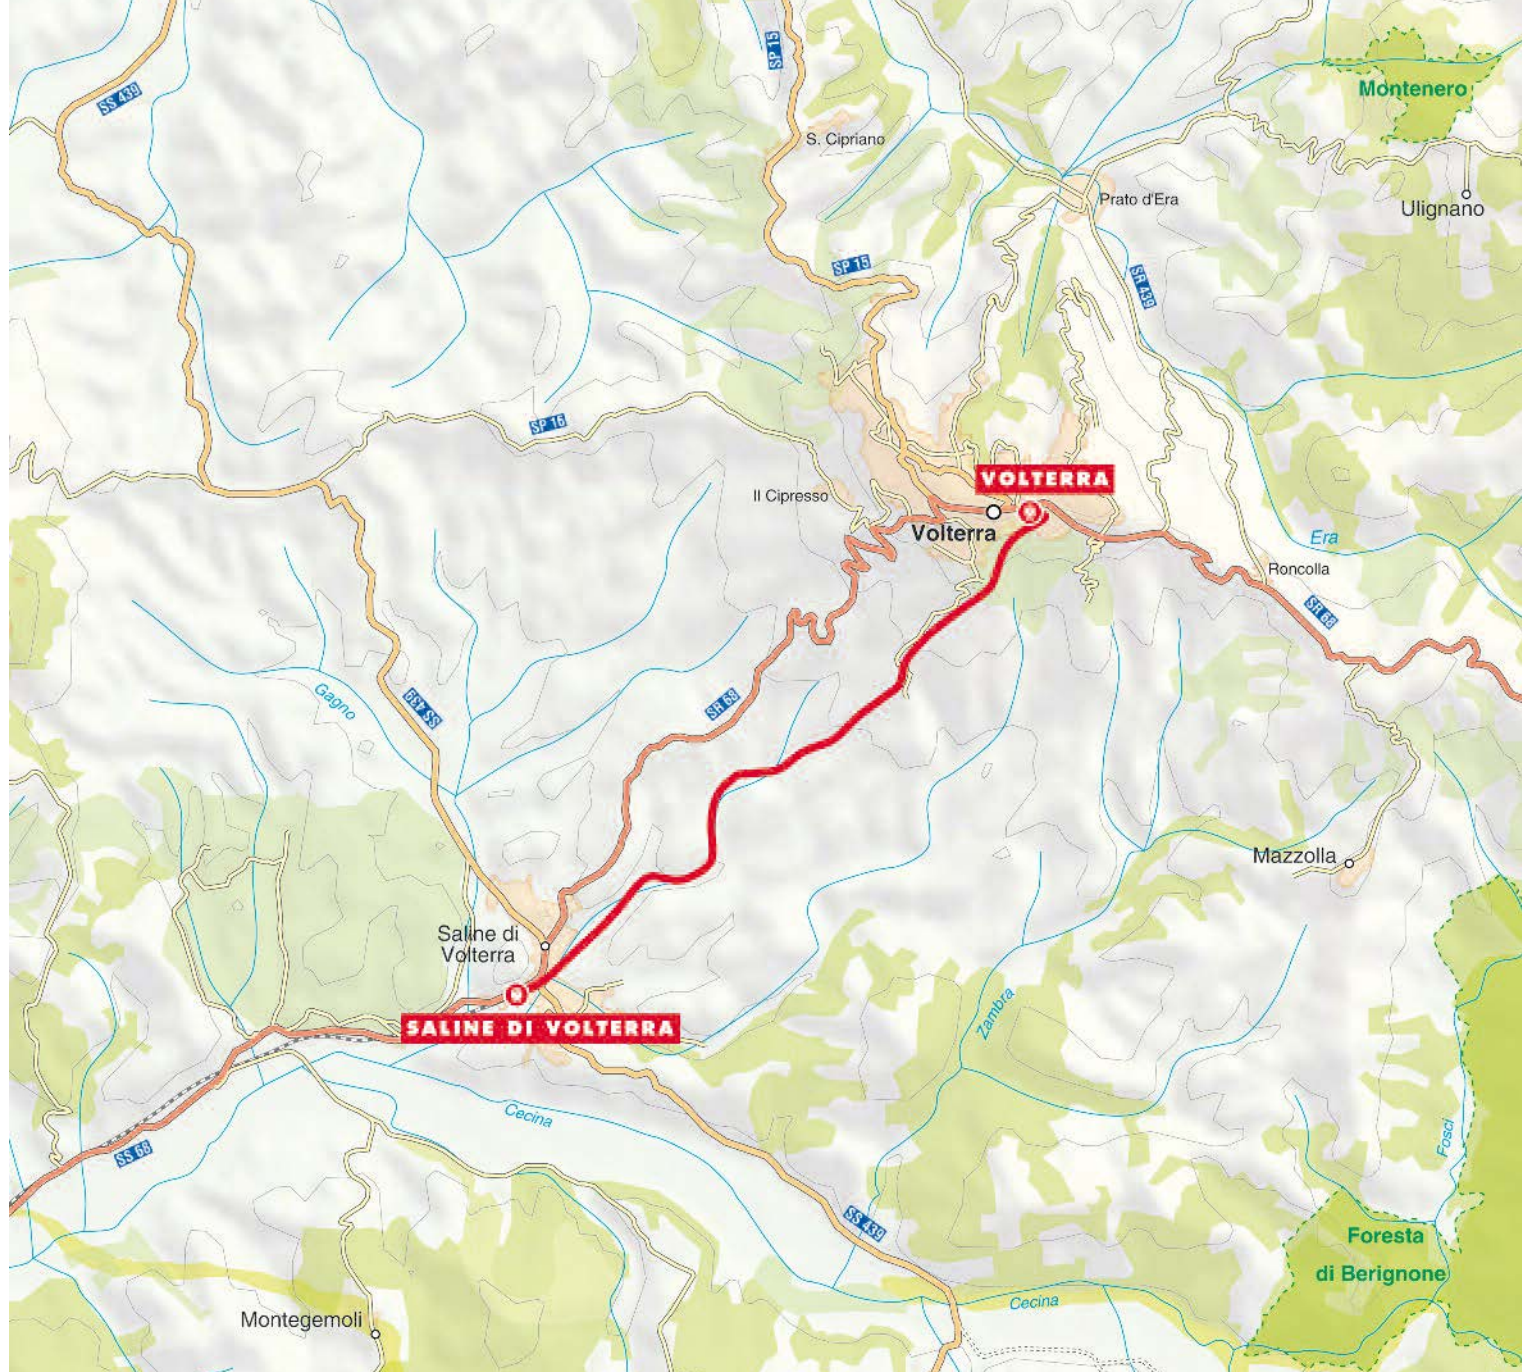 SP 15
Montenero
SS 439
S. Cipriano
Prato d'Era
Ulignano
SP 15
SR 439
SP 16
VOLTERRA
Il Cipresso
Volterra
Era
Roncolla
SR 68
Gagno
SS 439
SR 68
Mazzolla
Saline di
Volterra
SALINE DI VOLTERRA
Zambra
Cecina
SS 68
Fosci
SS 439
Foresta
di Berignone
Cecina
Montegemoli